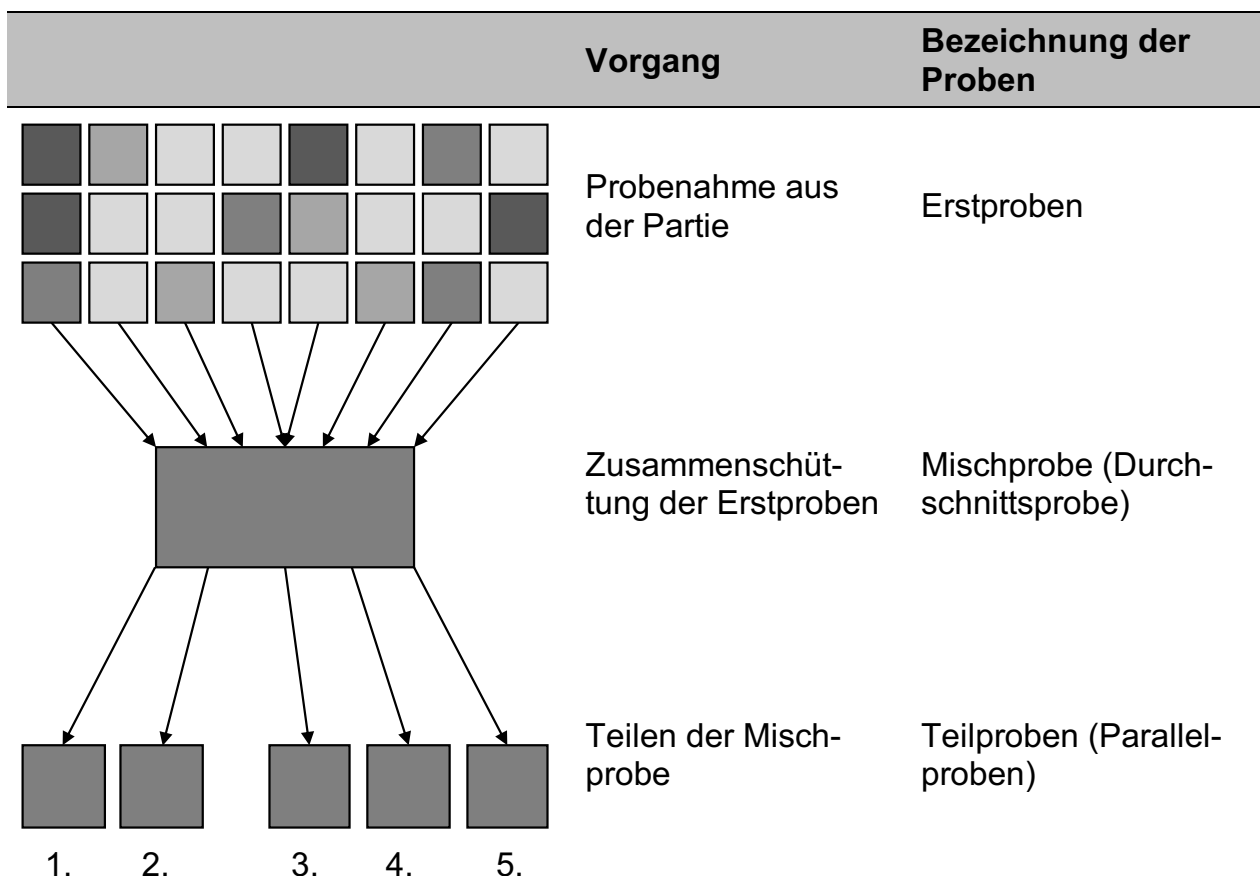 Vorgang
Bezeichnung der
Proben
Probenahme aus
der Partie
Erstproben
Zusammenschüt-
tung der Erstproben
Mischprobe (Durch-
schnittsprobe)
Teilen der Misch-
probe
Teilproben (Parallel-
proben)
1. 2. 3. 4. 5.